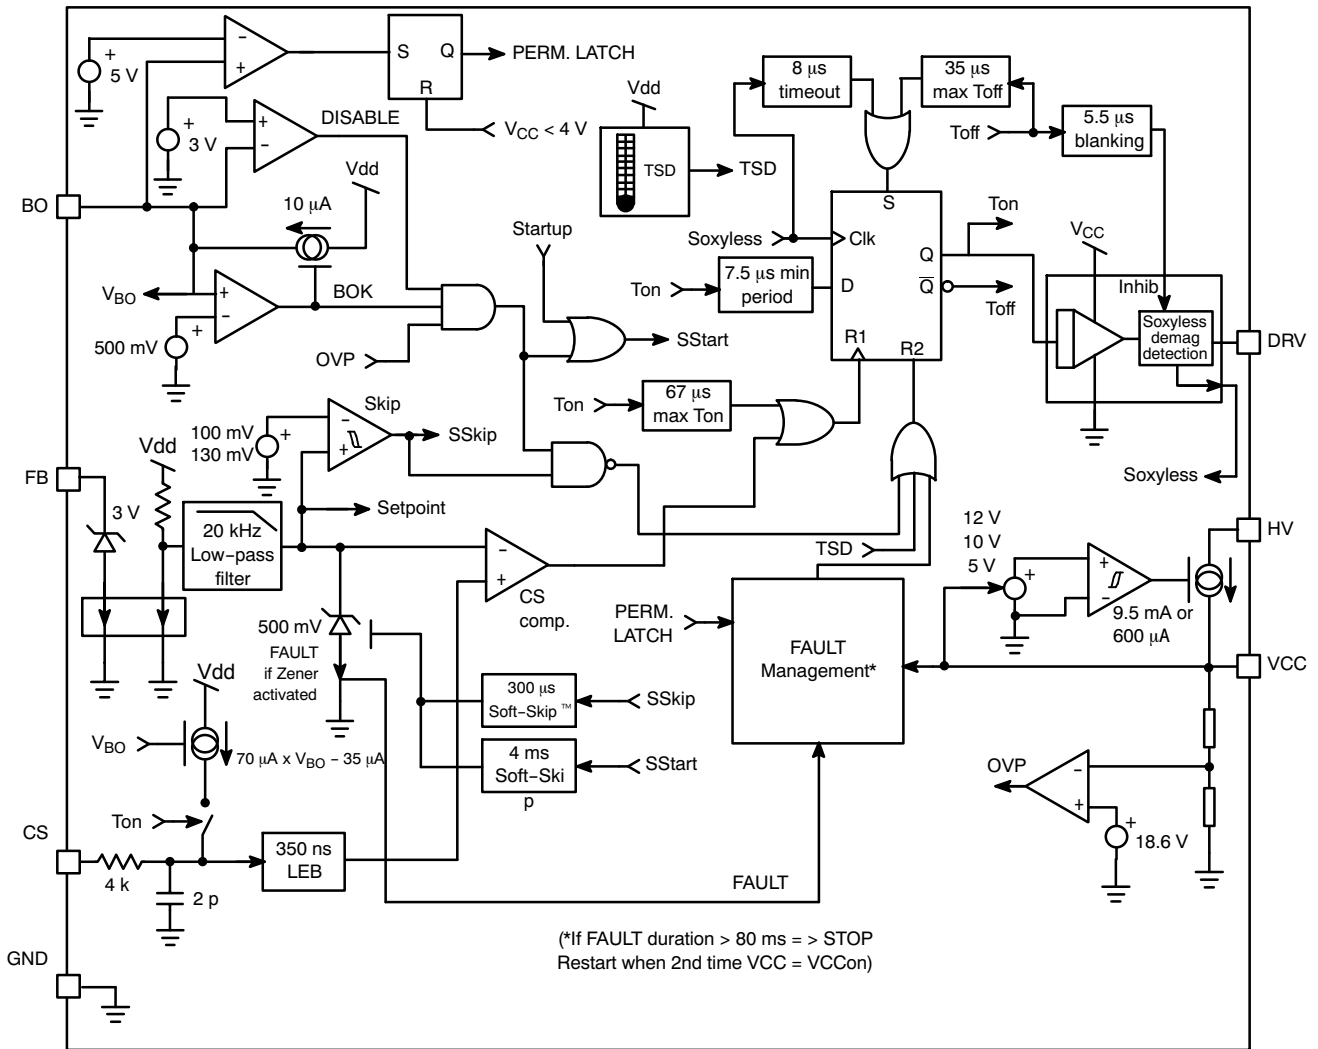 +
−
5 V
−
+
S
Q
R
PERM. LATCH
VCC < 4 V
+
−
3 V
+
−
DISABLE
Vdd
TSD
TSD
8 μs
timeout
35 μs
max Toff
Toff
5.5 μs
blanking
BO
10 μA
Vdd
Startup
Soxyless
S
Clk
Q
Q
D
R1
R2
Ton
7.5 μs min
period
Ton
Toff
VCC
Inhib
Soxyless
demag
detection
DRV
VBO
+
−
BOK
+
500 mV
OVP
SStart
Ton
67 μs
max Ton
Soxyless
Skip
100 mV
130 mV
+
−
+
SSkip
Vdd
FB
3 V
Setpoint
20 kHz
Low−pass
filter
−
+
CS
comp.
TSD
12 V
10 V
5 V
+
+
−
HV
9.5 mA or
600 μA
500 mV
FAULT
if Zener
activated
PERM.
LATCH
FAULT
Management*
VCC
Vdd
300 μs
Soft−Skip ™
SSkip
VBO
70 μA x VBO − 35 μA
4 ms
Soft−Ski
p
SStart
OVP
−
+
+
18.6 V
Ton
CS
4 k
2 p
350 ns
LEB
FAULT
(*If FAULT duration > 80 ms = > STOP
Restart when 2nd time VCC = VCCon)
GND